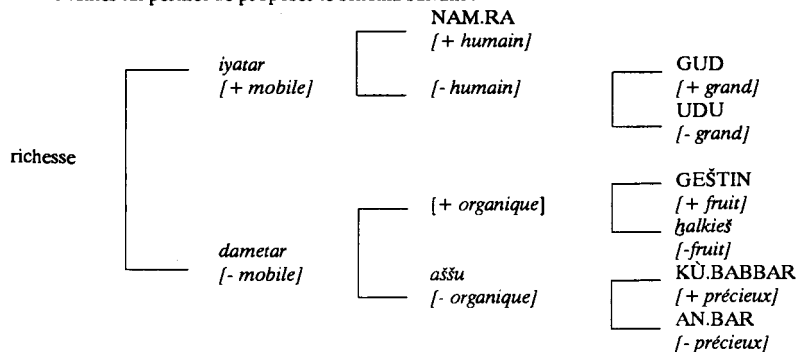 NAM.RA
iyatar
[+ humain]
[+ mobile]
[- humain]
GUD
[+ grand]
UDU
[- grand]
richesse
GEŠTIN
[+ organique]
[+ fruit]
ḫalkieš
[-fruit]
dametar
[- mobile]
aššu
[- organique]
KÙ.BABBAR
[+ précieux]
AN.BAR
[- précieux]